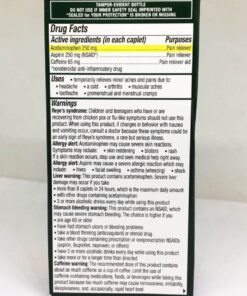 TAMPER-EVIDENT BOTTLE
DO NOT USE IF INNER SAFETY SEAL IMPRINTED WITH
"SEALED for YOUR PROTECTION" IS BROKEN OR MISSING
Drug Facts
Active ingredients (in each caplet) Purposes
Acetaminophen 250 mg Pain reliever
Aspirin 250 mg (NSAID*) Pain reliever
Caffeine 65 mg Pain reliever aid
*nonsteroidal anti-inflammatory drug
Uses • temporarily relieves minor aches and pains due to:
• headache • a cold • arthritis • muscular aches
• toothache • premenstrual and menstrual cramps
Warnings
Reye's syndrome: Children and teenagers who have or are
recovering from chicken pox or flu-like symptoms should not use this
product. When using this product, if changes in behavior with nausea
and vomiting occur, consult a doctor because these symptoms could be
an early sign of Reye's syndrome, a rare but serious illness.
Allergy alert: Acetaminophen may cause severe skin reactions.
Symptoms may include: • skin reddening • blisters • rash
If a skin reaction occurs, stop use and seek medical help right away.
Allergy alert: Aspirin may cause a severe allergic reaction which may
include: • hives • facial swelling • asthma (wheezing) • shock
Liver warning: This product contains acetaminophen. Severe liver
damage may occur if you take
• more than 8 caplets in 24 hours, which is the maximum daily amount
• with other drugs containing acetaminophen
• 3 or more alcoholic drinks every day while using this product
Stomach bleeding warning: This product contains an NSAID, which
may cause severe stomach bleeding. The chance is higher if you
• are age 60 or older
• have had stomach ulcers or bleeding problems
• take a blood thinning (anticoagulant) or steroid drug
• take other drugs containing prescription or nonprescription NSAIDs
(aspirin, ibuprofen, naproxen, or others)
• have 3 or more alcoholic drinks every day while using this product
• take more or for a longer time than directed
Caffeine warning: The recommended dose of this product contains
about as much caffeine as a cup of coffee. Limit the use of
caffeine-containing medications, foods, or beverages while taking this
product because too much caffeine may cause nervousness, irritability,
sleeplessness, and, occasionally, rapid heart beat.